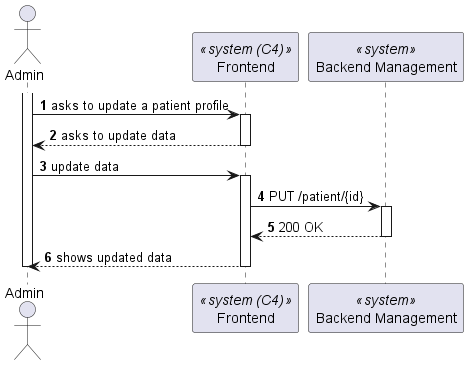 «system (C4)»
«system»
Admin
Frontend
Backend Management
1 asks to update a patient profile
2 asks to update data
3 update data
4 PUT /patient/{id}
5 200 OK
6 shows updated data
Admin
«system (C4)»
«system»
Frontend
Backend Management